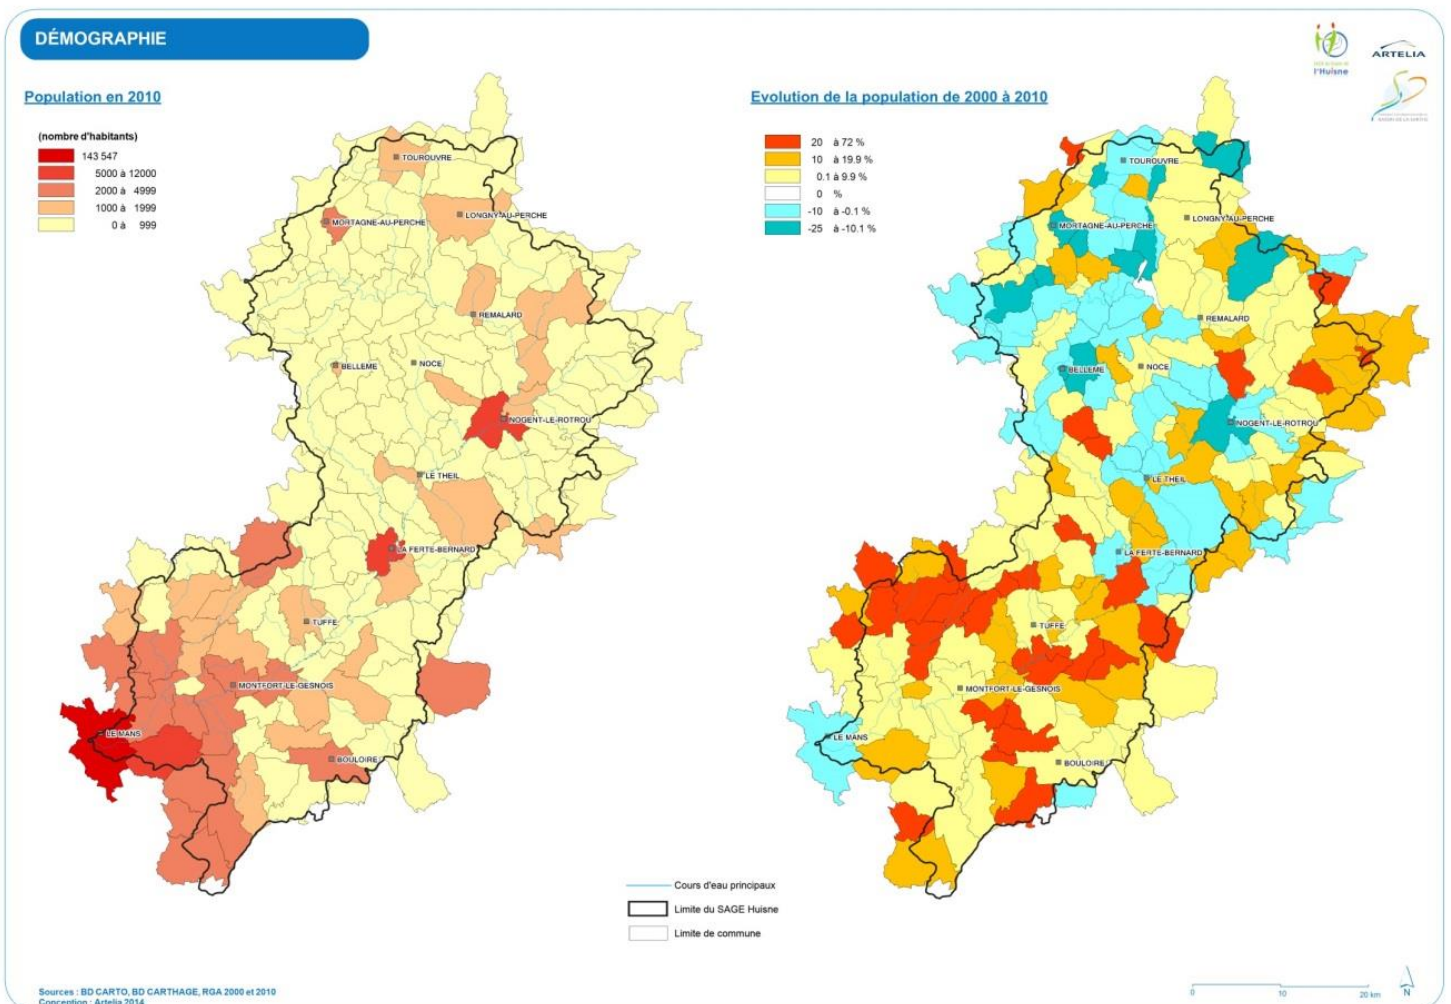 DÉMOGRAPHIE
l'Huisne
ARTELIA
Population en 2010
(nombre d'habitants)
143 547
5000 à 12000
2000 à 4999
1000 à 1999
0 à 999
TOUROUVRE
LONGNY-AU-PERCHE
MORTAGNE-AU-PERCHE
REMALARD
BELLEME
NOCE
NOGENT-LE-ROTROU
LE THEIL
LA FERTE-BERNARD
TUFFE
MONTFORT-LE-GESNOIS
LE MANS
BOULOIRE
Evolution de la population de 2000 à 2010
20 à 72 %
10 à 19.9 %
0.1 à 9.9 %
0 %
-10 à -0.1 %
-25 à -10.1 %
TOUROUVRE
LONGNY-AU-PERCHE
MORTAGNE-AU-PERCHE
REMALARD
BELLEME
NOCE
NOGENT-LE-ROTROU
LE THEIL
LA FERTE-BERNARD
TUFFE
MONTFORT-LE-GESNOIS
LE MANS
BOULOIRE
Cours d'eau principaux
Limite du SAGE Huisne
Limite de commune
Sources : BD CARTO, BD CARTHAGE, RGA 2000 et 2010
Conception : Artelia 2014
0 10 20 km
N